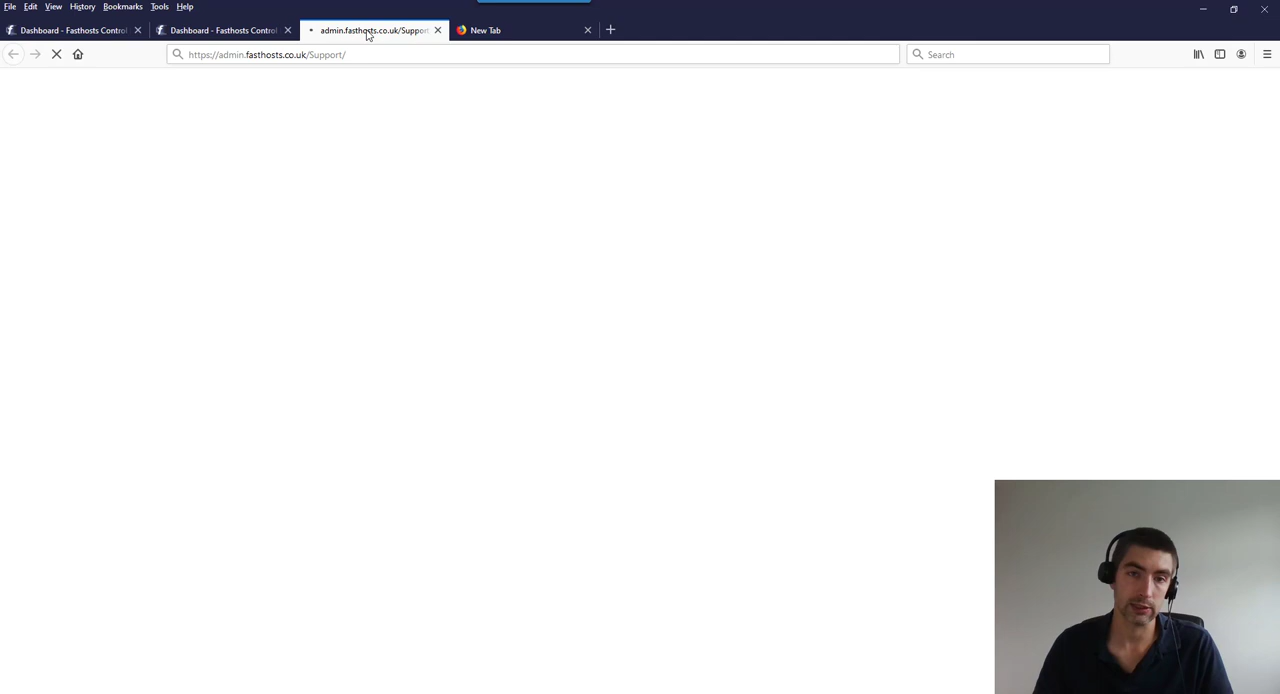 File Edit View History Bookmarks Tools Help
Dashboard - Fasthosts Control Dashboard - Fasthosts Control admin.fasthosts.co.uk/Support New Tab
https://admin.fasthosts.co.uk/Support/ Search